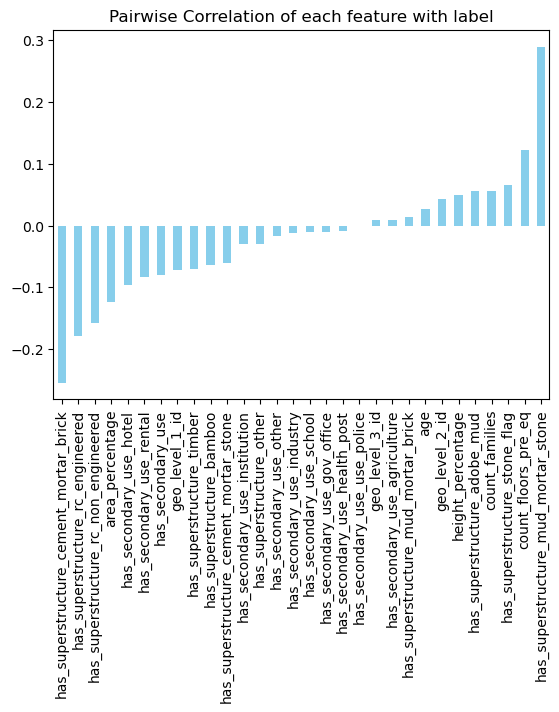 Pairwise Correlation of each feature with label
0.3
0.2
0.1
0.0
−0.1
−0.2
has_superstructure_cement_mortar_brick
has_superstructure_rc_engineered
has_superstructure_rc_non_engineered
area_percentage
has_secondary_use_hotel
has_secondary_use_rental
has_secondary_use
geo_level_1_id
has_superstructure_timber
has_superstructure_bamboo
has_superstructure_cement_mortar_stone
has_secondary_use_institution
has_superstructure_other
has_secondary_use_other
has_secondary_use_industry
has_secondary_use_school
has_secondary_use_gov_office
has_secondary_use_health_post
has_secondary_use_use_police
geo_level_3_id
has_secondary_use_agriculture
has_superstructure_mud_mortar_brick
age
geo_level_2_id
height_percentage
has_superstructure_adobe_mud
count_families
has_superstructure_stone_flag
count_floors_pre_eq
has_superstructure_mud_mortar_stone